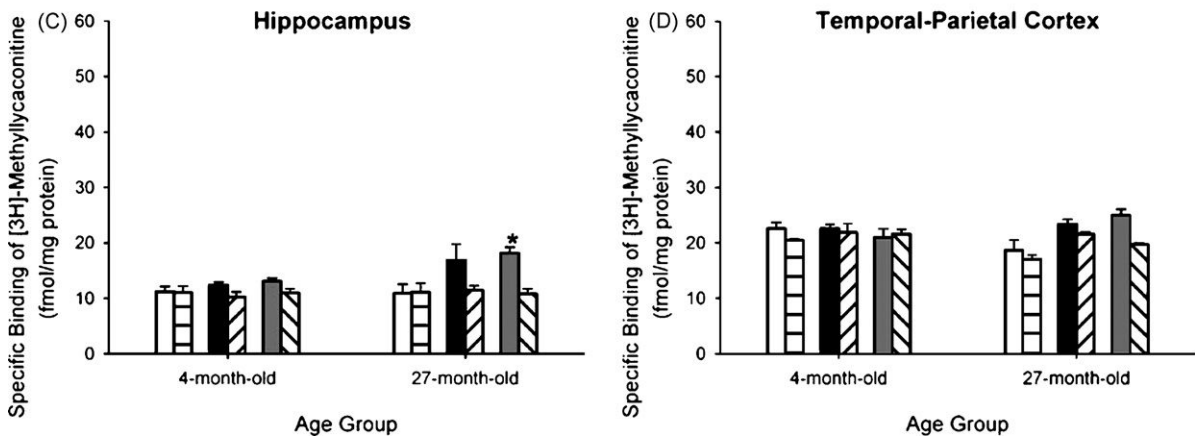 (C)
Hippocampus
Specific Binding of [3H]-Methyllycaconitine
(fmol/mg protein)
60
50
40
30
20
10
0
*
4-month-old
27-month-old
Age Group
(D)
Temporal-Parietal Cortex
Specific Binding of [3H]-Methyllycaconitine
(fmol/mg protein)
60
50
40
30
20
10
0
4-month-old
27-month-old
Age Group